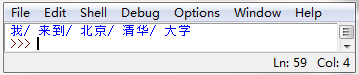 File Edit Shell Debug Options Window Help
我/ 来到/ 北京/ 清华/ 大学
>>>
Ln: 59 Col: 4